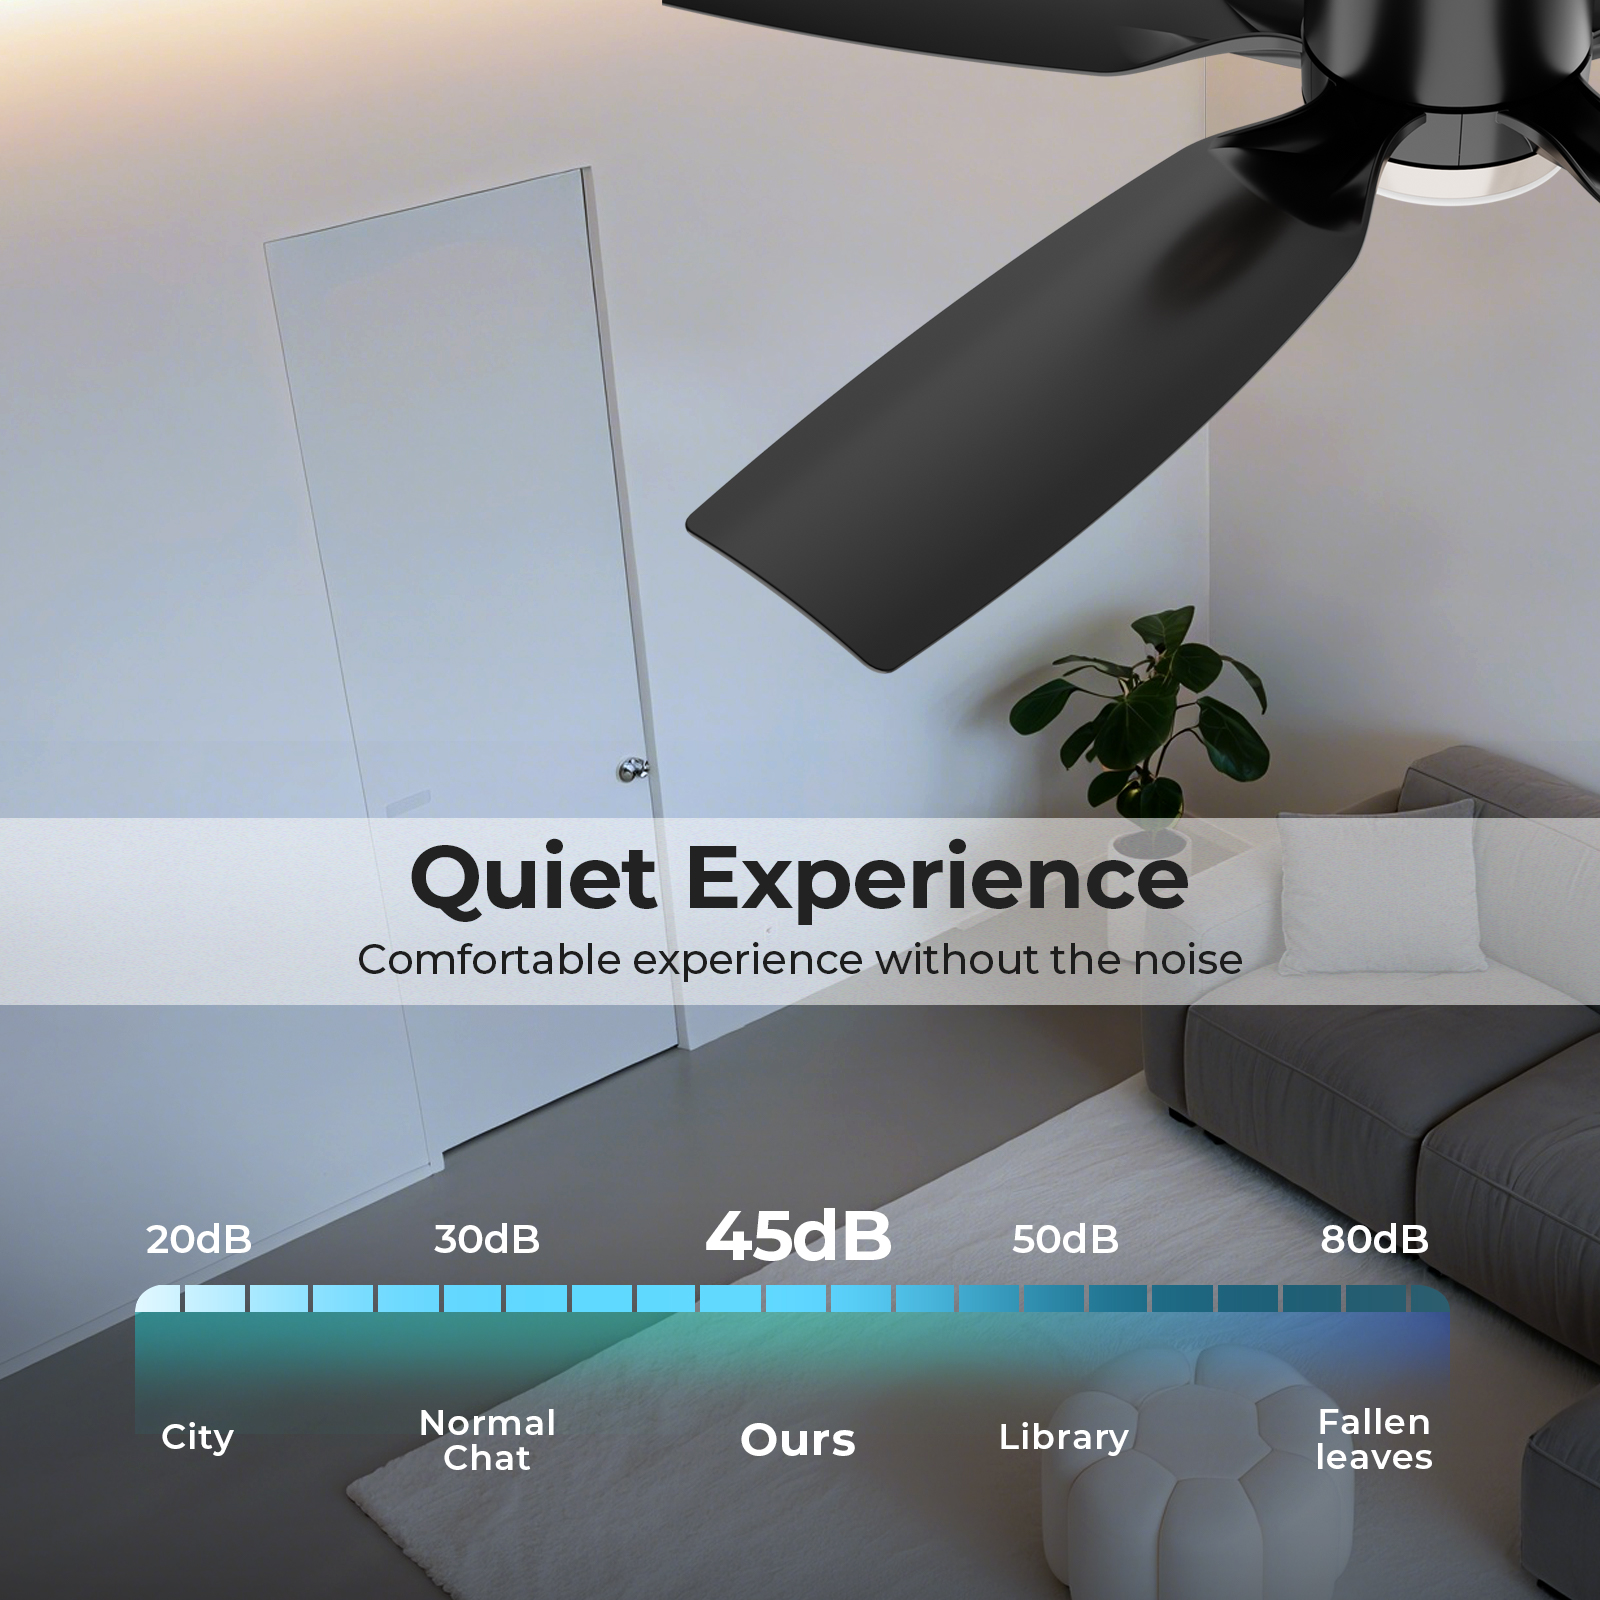 Quiet Experience
Comfortable experience without the noise
20dB 30dB 45dB 50dB 80dB
City Normal Chat Ours Library Fallen leaves